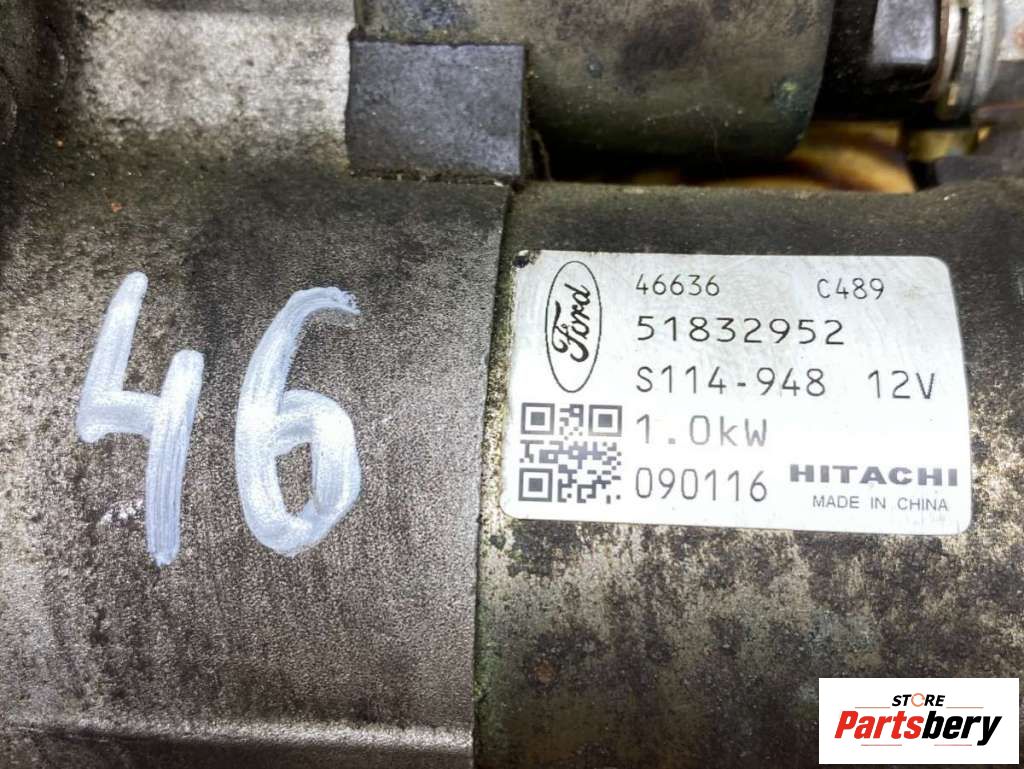 46
Ford
46636 C489
51832952
S114-948 12V
1.0kW
090116 HITACHI
MADE IN CHINA
STORE
Partsbery